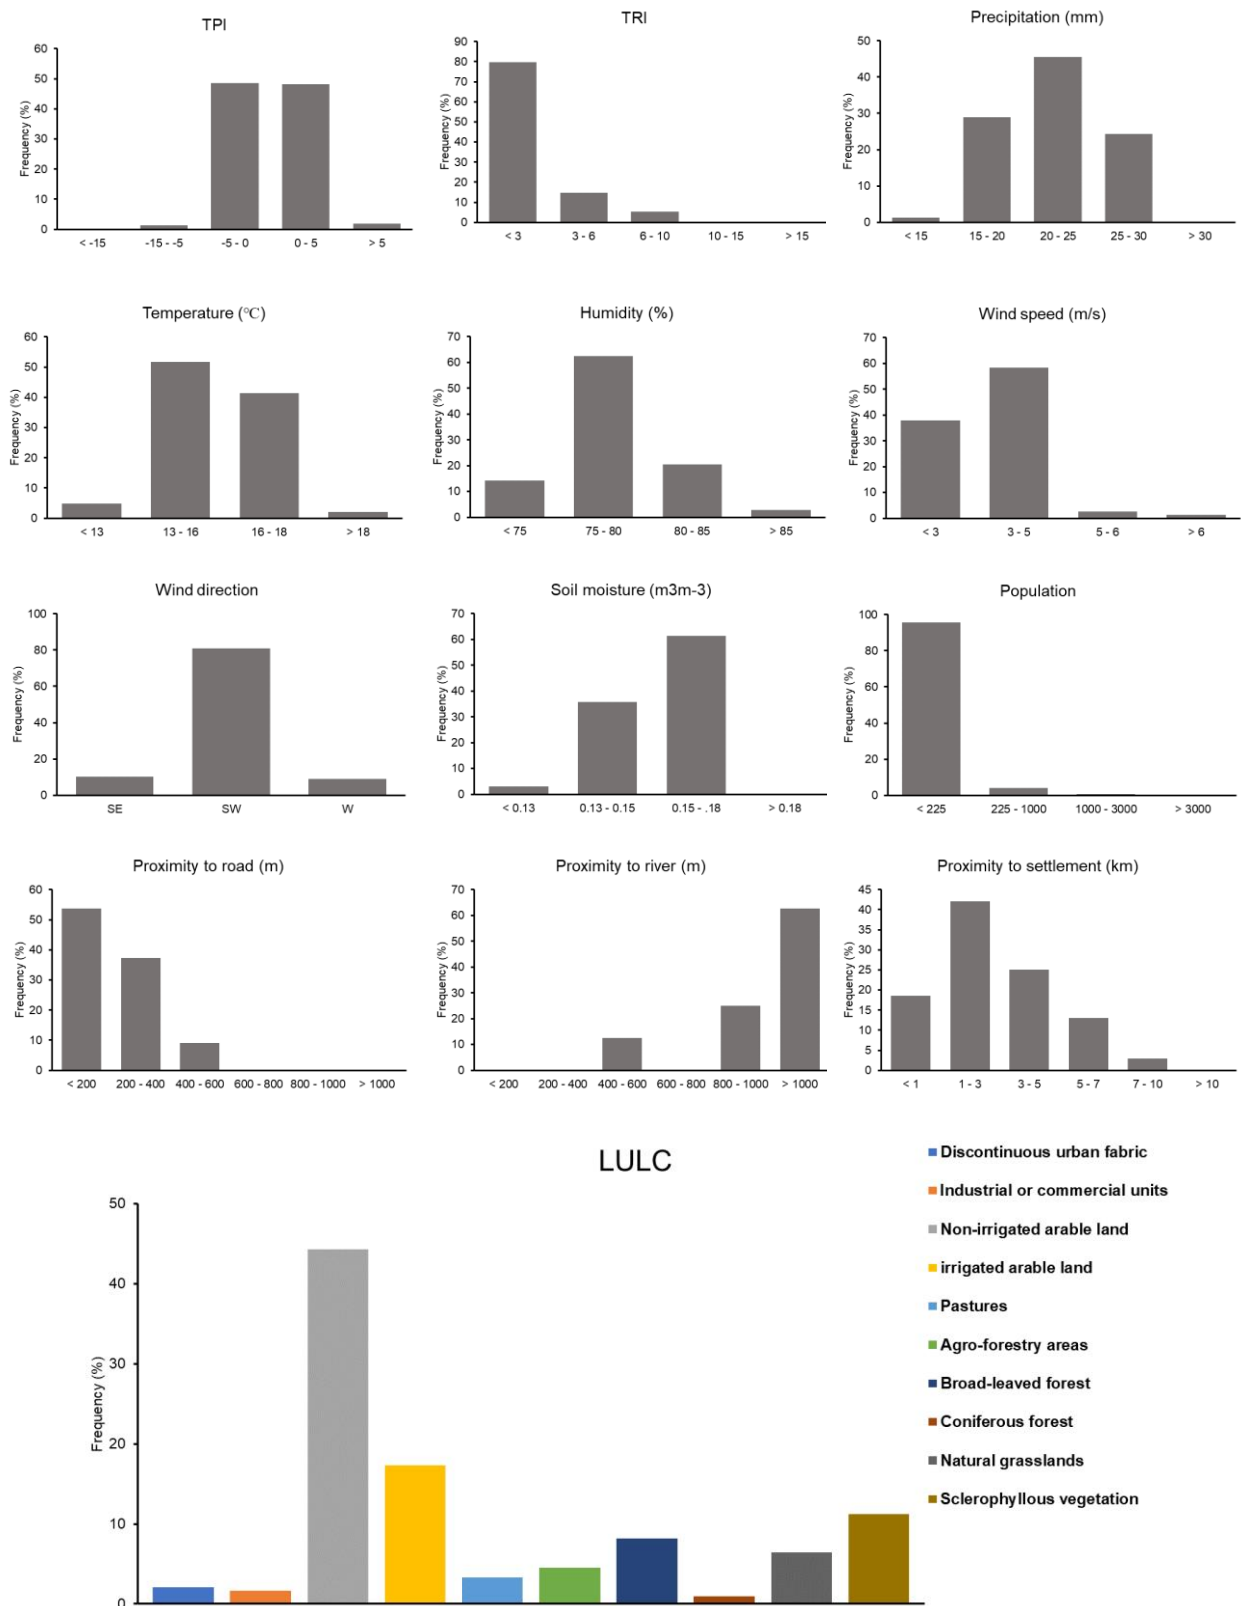 TPI
Frequency (%)
60
50
40
30
20
10
0
< -15 -15 - -5 -5 - 0 0 - 5 > 5
TRI
Frequency (%)
90
80
70
60
50
40
30
20
10
0
< 3 3 - 6 6 - 10 10 - 15 > 15
Precipitation (mm)
Frequency (%)
50
40
30
20
10
0
< 15 15 - 20 20 - 25 25 - 30 > 30
Temperature (°C)
Frequency (%)
60
50
40
30
20
10
0
< 13 13 - 16 16 - 18 > 18
Humidity (%)
Frequency (%)
70
60
50
40
30
20
10
0
< 75 75 - 80 80 - 85 > 85
Wind speed (m/s)
Frequency (%)
70
60
50
40
30
20
10
0
< 3 3 - 5 5 - 6 > 6
Wind direction
Frequency (%)
100
80
60
40
20
0
SE SW W
Soil moisture (m3m-3)
Frequency (%)
70
60
50
40
30
20
10
0
< 0.13 0.13 - 0.15 0.15 - .18 > 0.18
Population
Frequency (%)
100
80
60
40
20
0
< 225 225 - 1000 1000 - 3000 > 3000
Proximity to road (m)
Frequency (%)
60
50
40
30
20
10
0
< 200 200 - 400 400 - 600 600 - 800 800 - 1000 > 1000
Proximity to river (m)
Frequency (%)
70
60
50
40
30
20
10
0
< 200 200 - 400 400 - 600 600 - 800 800 - 1000 > 1000
Proximity to settlement (km)
Frequency (%)
45
40
35
30
25
20
15
10
5
0
< 1 1 - 3 3 - 5 5 - 7 7 - 10 > 10
LULC
Frequency (%)
50
40
30
20
10
0
Discontinuous urban fabric
Industrial or commercial units
Non-irrigated arable land
irrigated arable land
Pastures
Agro-forestry areas
Broad-leaved forest
Coniferous forest
Natural grasslands
Sclerophyllous vegetation